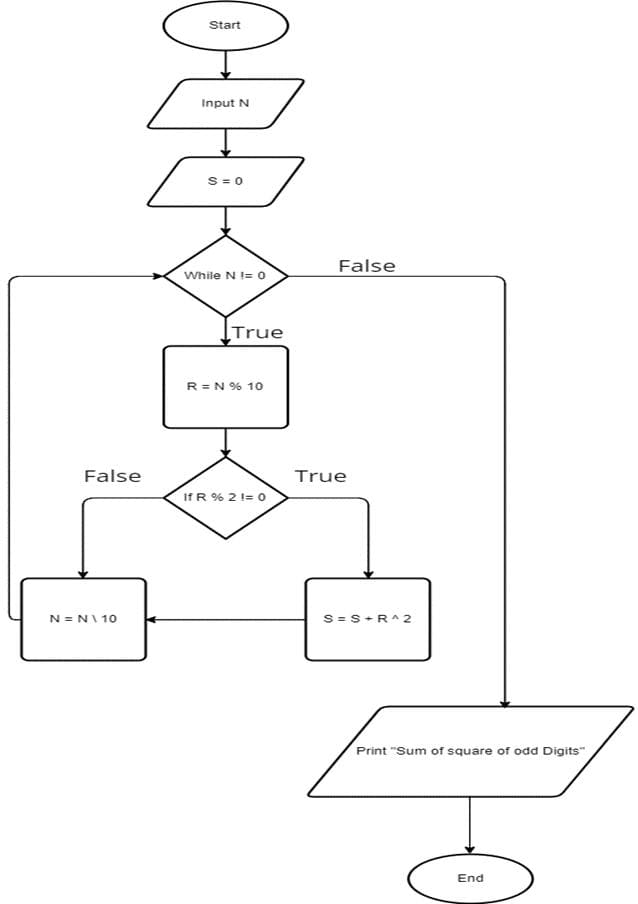 Start
Input N
S = 0
While N != 0
False
True
R = N % 10
False
True
If R % 2 != 0
N = N \ 10
S = S + R ^ 2
Print "Sum of square of odd Digits"
End